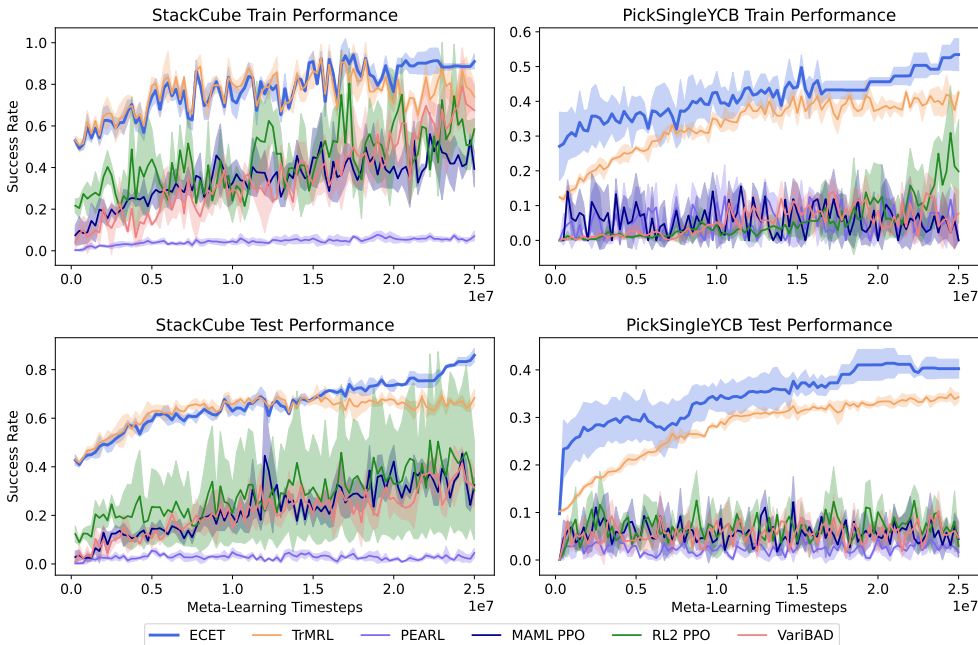 StackCube Train Performance
Success Rate
1.0
0.8
0.6
0.4
0.2
0.0
0.0 0.5 1.0 1.5 2.0 2.5
1e7
PickSingleYCB Train Performance
0.6
0.5
0.4
0.3
0.2
0.1
0.0
0.0 0.5 1.0 1.5 2.0 2.5
1e7
StackCube Test Performance
Success Rate
0.8
0.6
0.4
0.2
0.0
0.0 0.5 1.0 1.5 2.0 2.5
Meta-Learning Timesteps
1e7
PickSingleYCB Test Performance
0.4
0.3
0.2
0.1
0.0
0.0 0.5 1.0 1.5 2.0 2.5
Meta-Learning Timesteps
1e7
ECET TrMRL PEARL MAML PPO RL2 PPO VariBAD